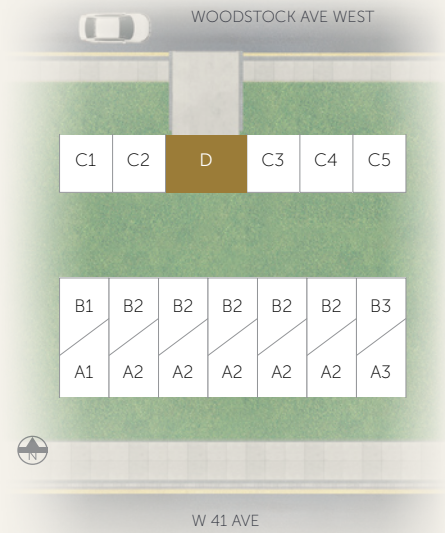 WOODSTOCK AVE WEST
C1 C2 D C3 C4 C5
B1 B2 B2 B2 B2 B2 B3
A1 A2 A2 A2 A2 A2 A3
N
W 41 AVE